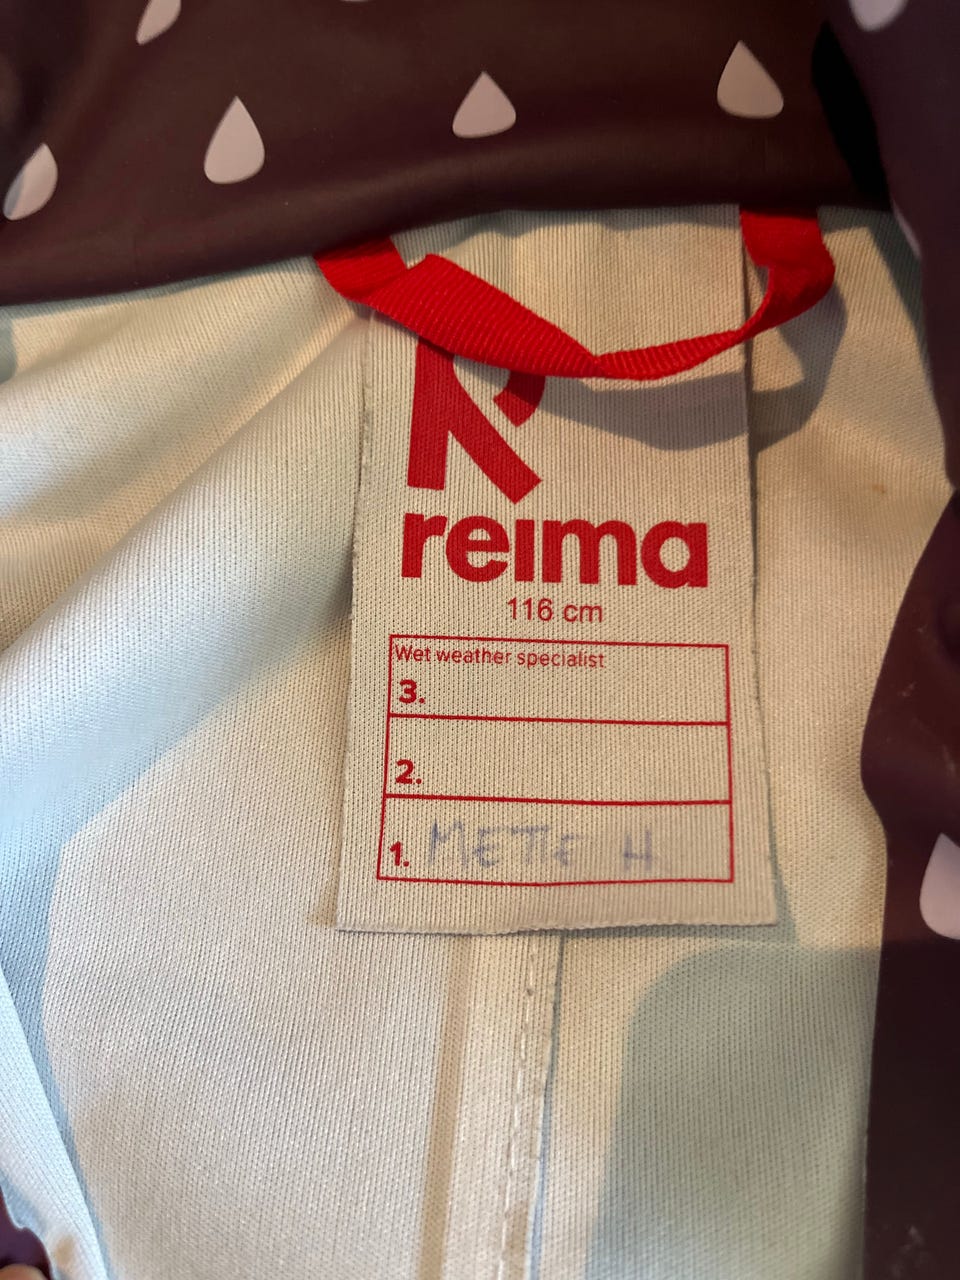 reima
116 cm
Wet weather specialist
3.
2.
1. METTE H